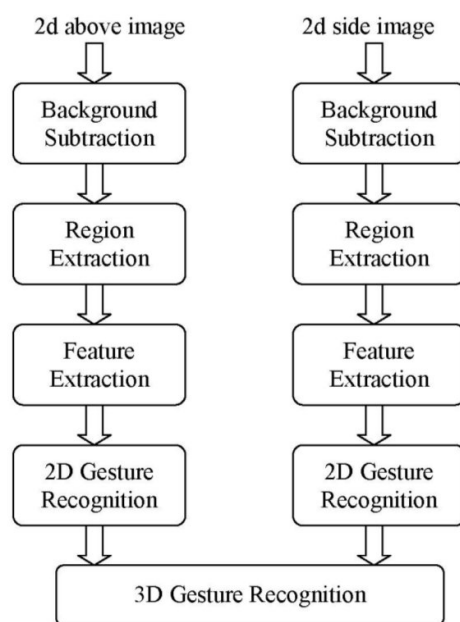 2d above image
2d side image
Background
Subtraction
Background
Subtraction
Region
Extraction
Region
Extraction
Feature
Extraction
Feature
Extraction
2D Gesture
Recognition
2D Gesture
Recognition
3D Gesture Recognition